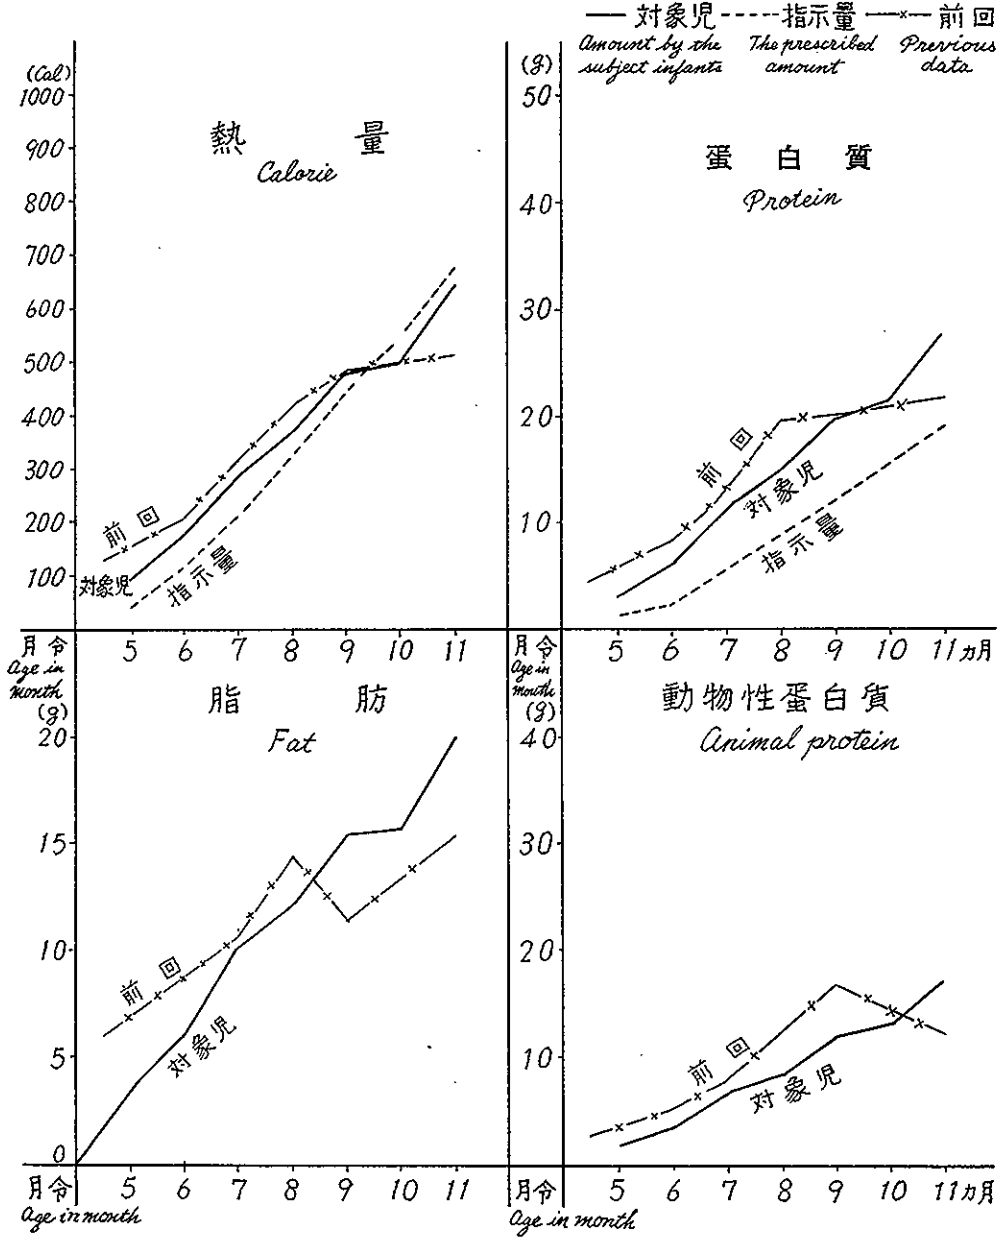 対象児 指示量 前回
Amount by the subject infants
The prescribed amount
Previous data
(Cal)
1000
900
800
700
600
500
400
300
200
100
熱量
Calorie
前回
対象児
指示量
月令 5 6 7 8 9 10 11
Age in month
(g)
50
40
30
20
10
蛋白質
Protein
前回
対象児
指示量
月令 5 6 7 8 9 10 11カ月
Age in month
(g)
20
15
10
5
0
脂肪
Fat
前回
対象児
月令 5 6 7 8 9 10 11
Age in month
(g)
40
30
20
10
動物性蛋白質
Animal protein
前回
対象児
月令 5 6 7 8 9 10 11カ月
Age in month